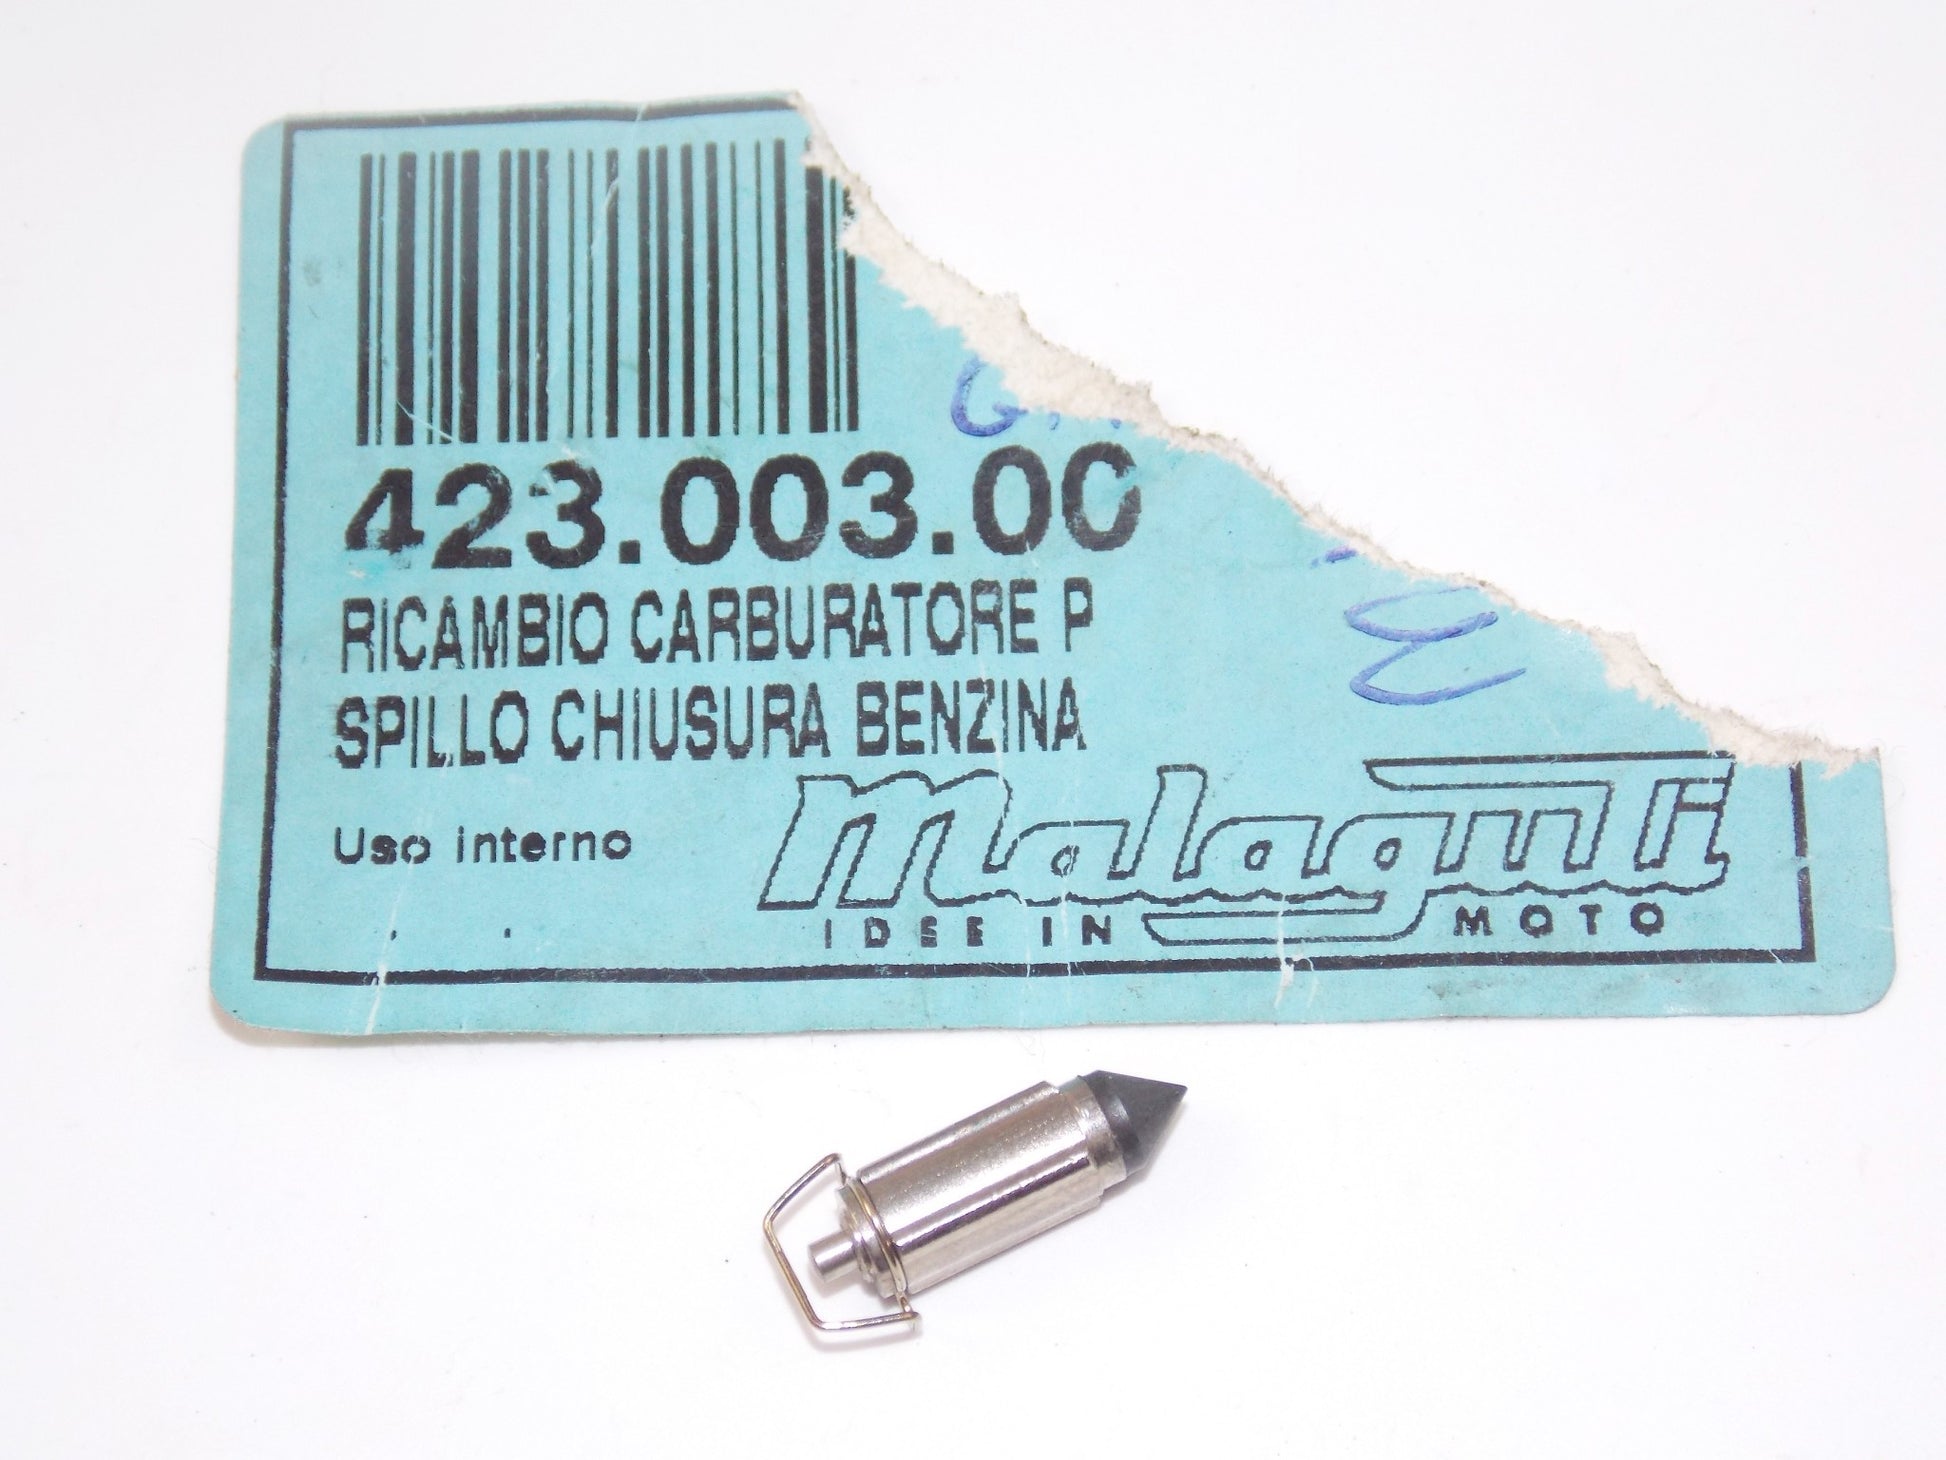 423.003.00
RICAMBIO CARBURATORE P
SPILLO CHIUSURA BENZINA
Uso interno
Malaguti
IDEE IN MOTO